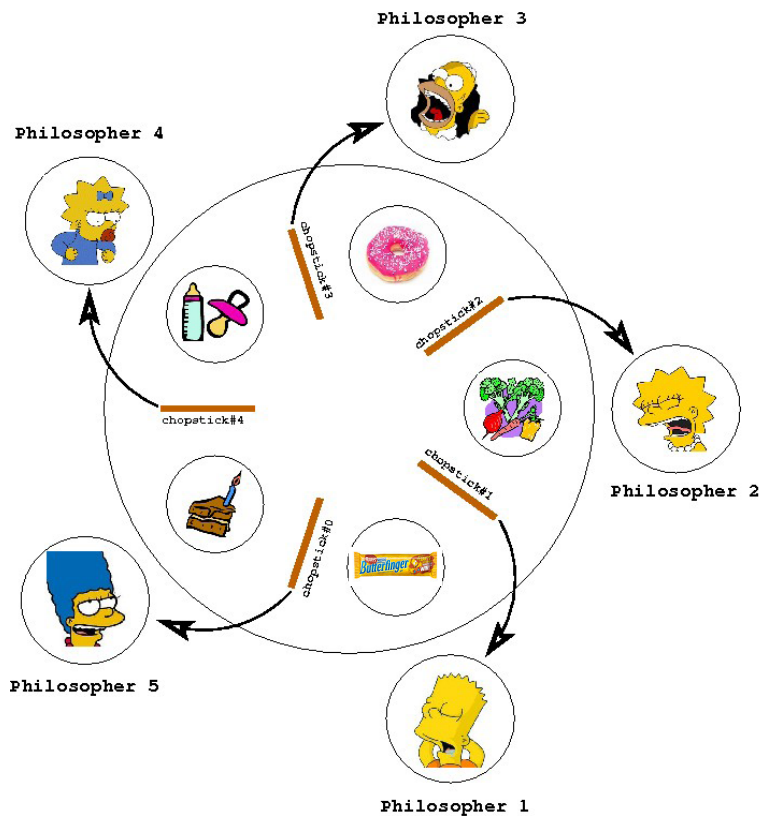 Philosopher 3
Philosopher 4
chopstick#3
chopstick#2
chopstick#4
chopstick#1
Philosopher 2
chopstick#0
Butterfinger
Philosopher 5
Philosopher 1